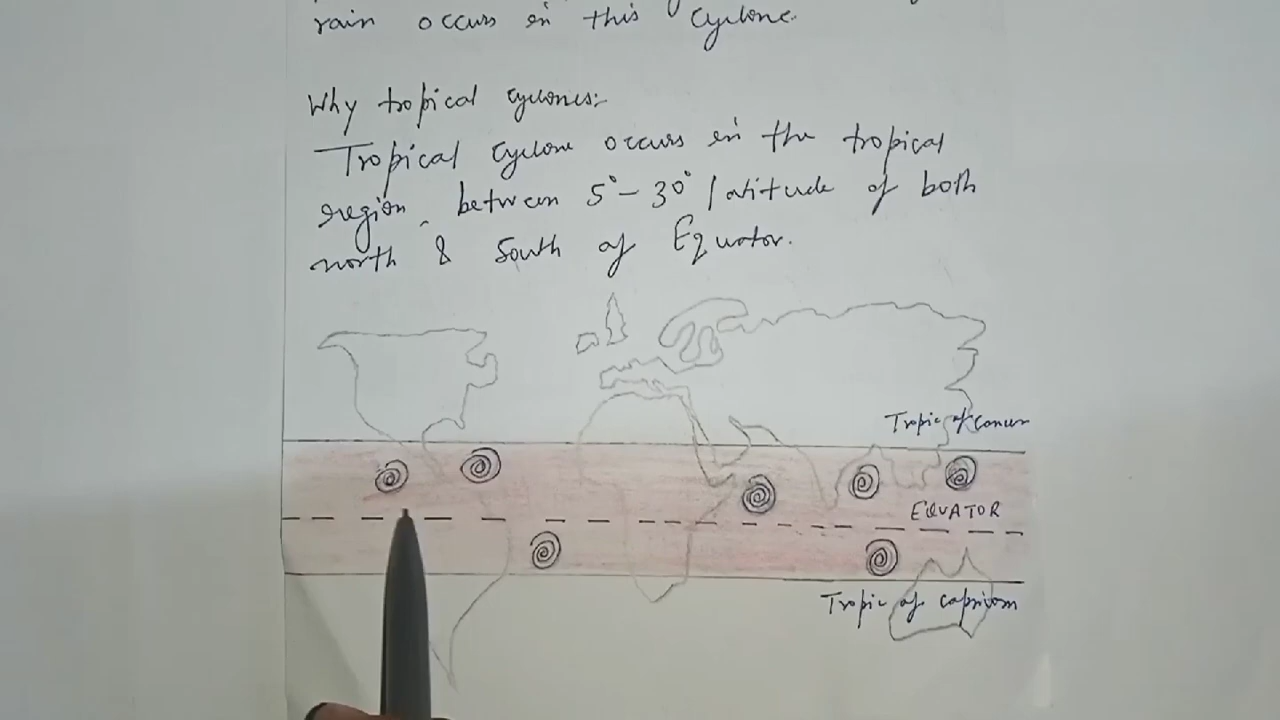 rain occurs in this cyclone.
Why tropical cyclones:
Tropical cyclone occurs in the tropical
region between 5°-30° latitude of both
north & South of Equator.
Tropic of Cancer
EQUATOR
Tropic of capricorn